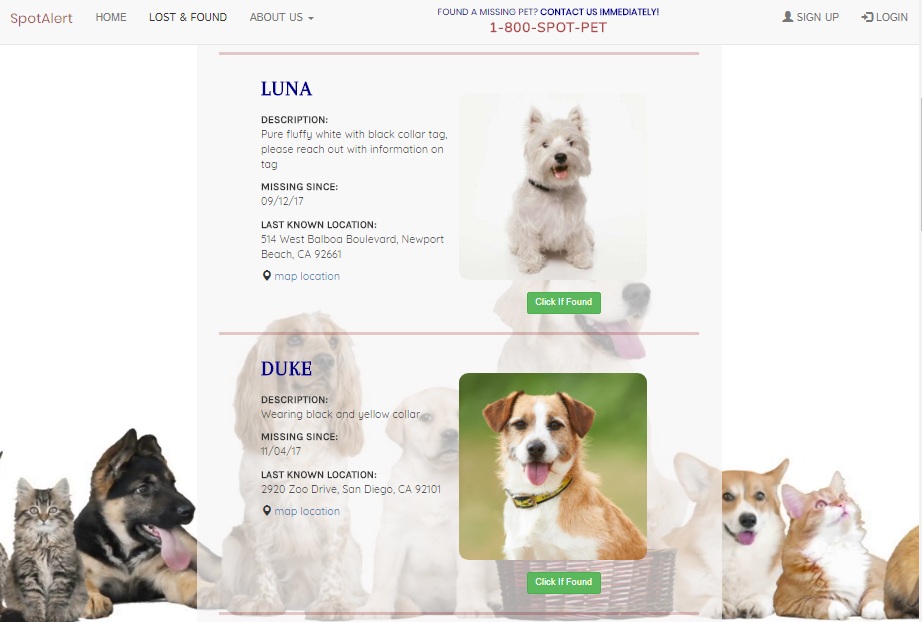 SpotAlert HOME LOST & FOUND ABOUT US
FOUND A MISSING PET? CONTACT US IMMEDIATELY!
1-800-SPOT-PET
SIGN UP LOGIN
LUNA
DESCRIPTION:
Pure fluffy white with black collar tag,
please reach out with information on
tag
MISSING SINCE:
09/12/17
LAST KNOWN LOCATION:
514 West Balboa Boulevard, Newport
Beach, CA 92661
map location
Click If Found
DUKE
DESCRIPTION:
Wearing black and yellow collar
MISSING SINCE:
11/04/17
LAST KNOWN LOCATION:
2920 Zoo Drive, San Diego, CA 92101
map location
Click If Found